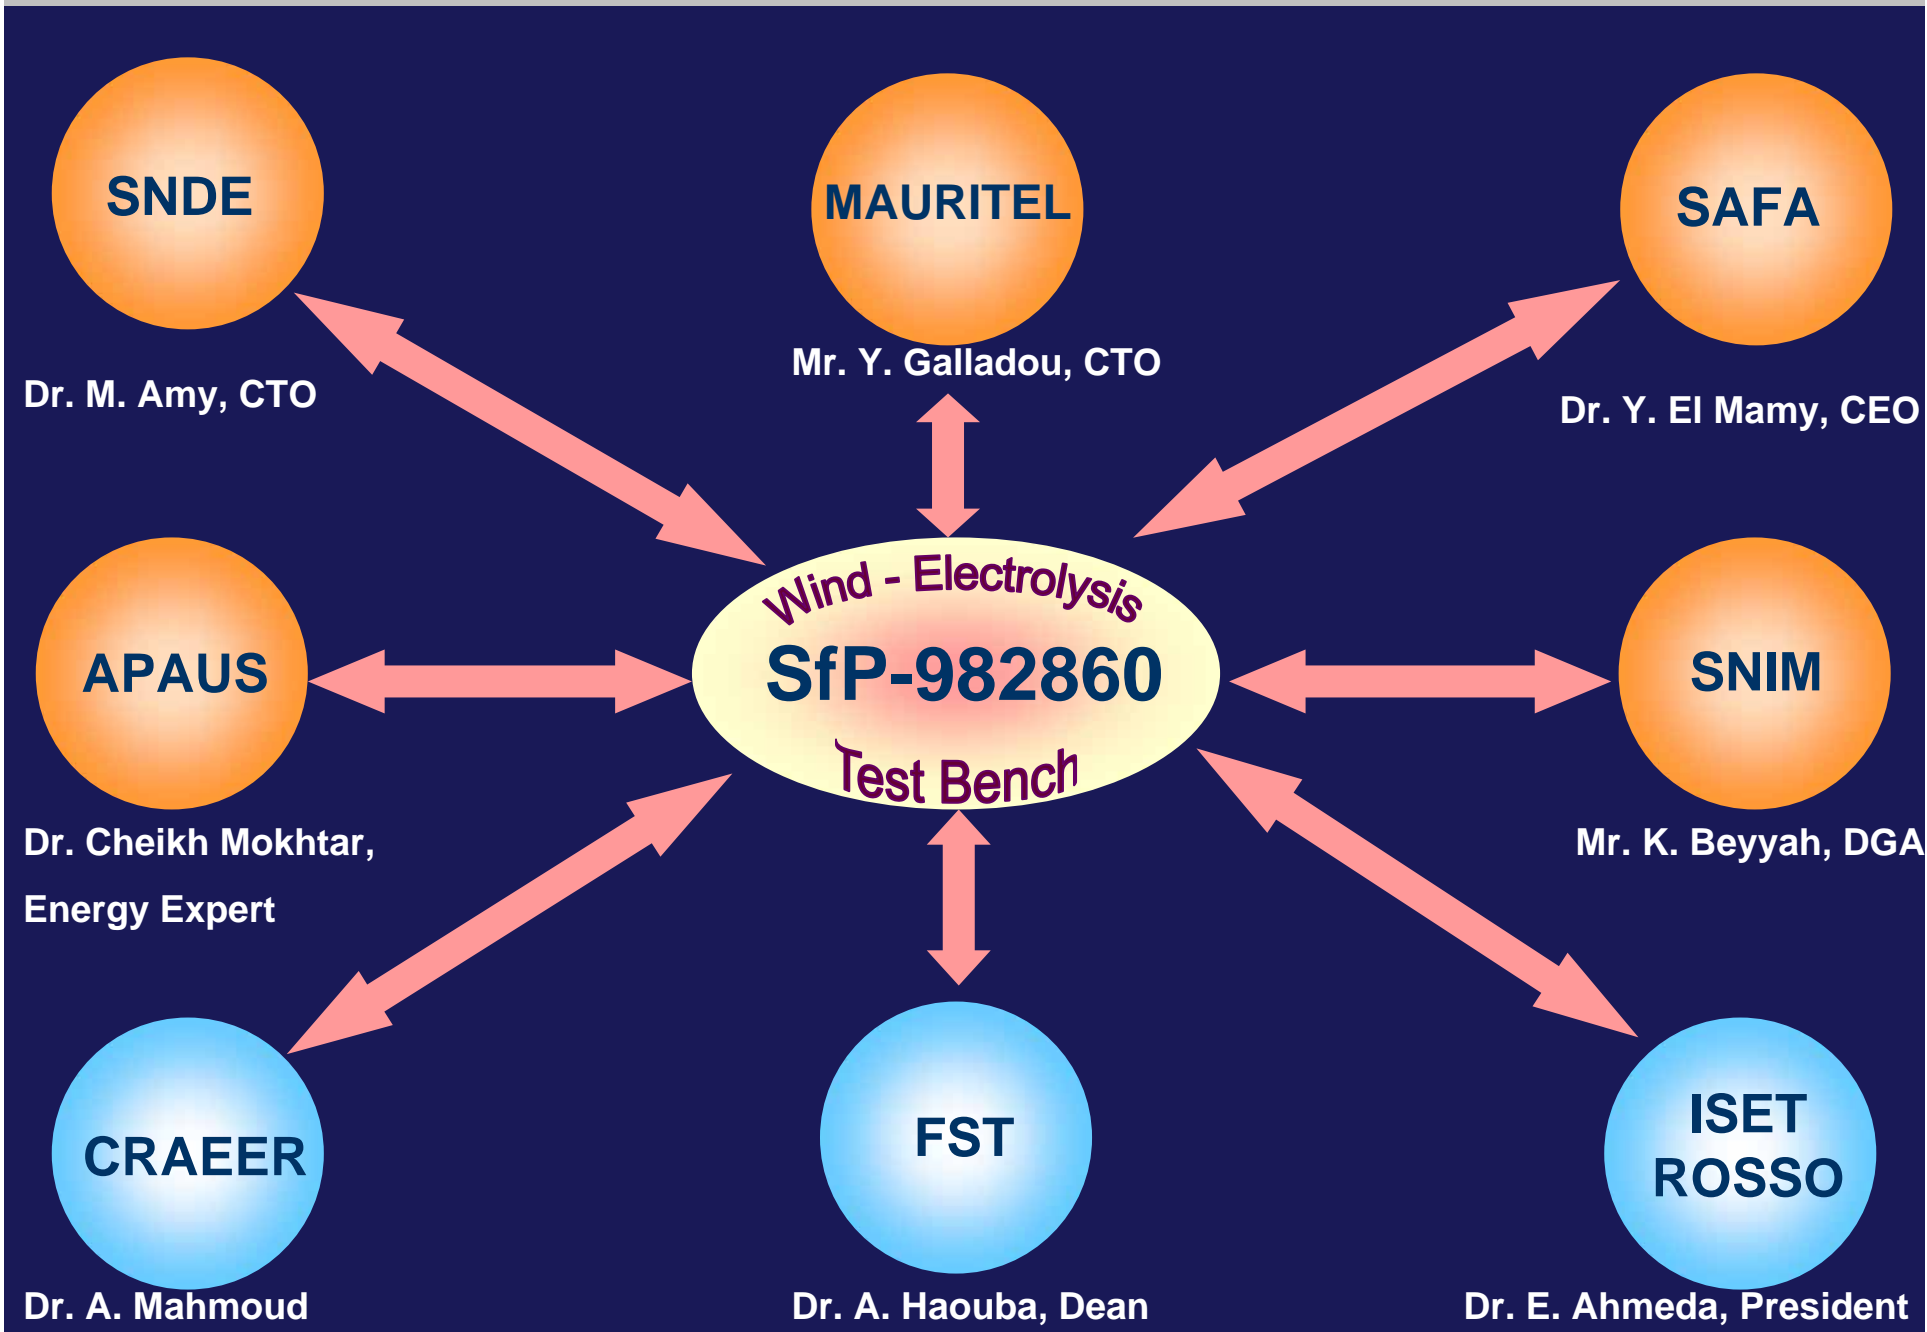 SNDE
MAURITEL
SAFA
Dr. M. Amy, CTO
Mr. Y. Galladou, CTO
Dr. Y. El Mamy, CEO
Wind - Electrolysis
SfP-982860
Test Bench
APAUS
SNIM
Dr. Cheikh Mokhtar,
Energy Expert
Mr. K. Beyyah, DGA
CRAEER
FST
ISET
ROSSO
Dr. A. Mahmoud
Dr. A. Haouba, Dean
Dr. E. Ahmeda, President